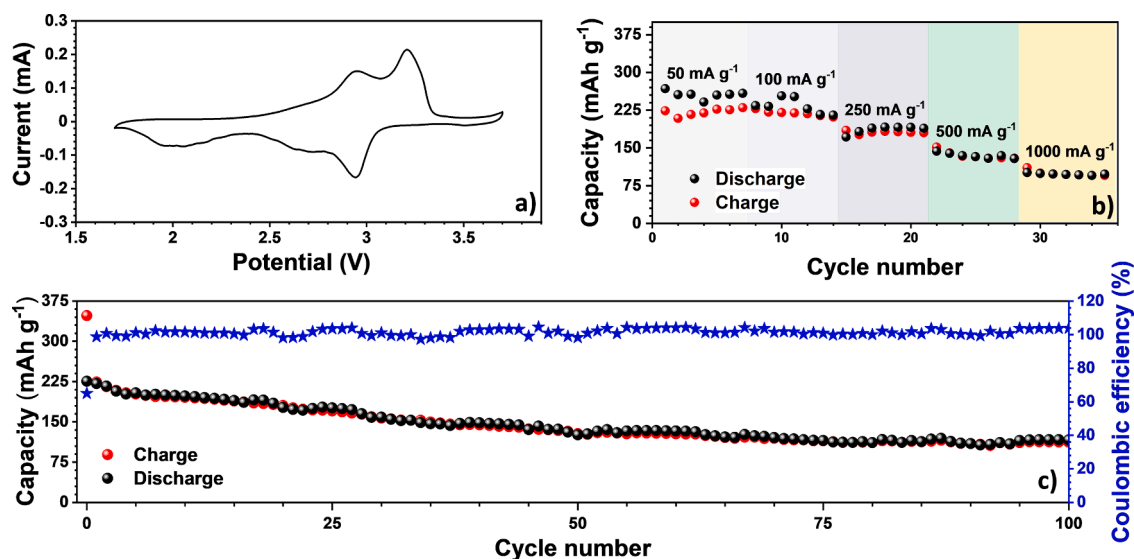 0.3
0.2
0.1
0
-0.1
-0.2
-0.3
Current (mA)
1.5
2
2.5
3
3.5
Potential (V)
a)
375
300
225
150
75
0
Capacity (mAh g⁻¹)
50 mA g⁻¹
100 mA g⁻¹
250 mA g⁻¹
500 mA g⁻¹
1000 mA g⁻¹
Discharge
Charge
b)
0
10
20
30
Cycle number
375
300
225
150
75
0
Capacity (mAh g⁻¹)
Charge
Discharge
c)
120
100
80
60
40
20
0
Coulombic efficiency (%)
0
25
50
75
100
Cycle number